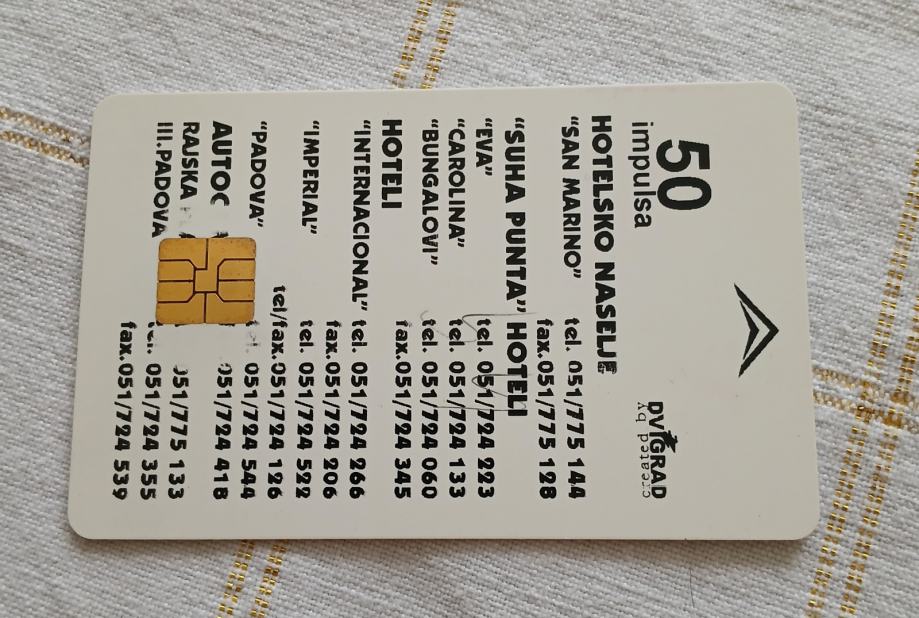 50
impulsa
created by
DVIGRAD
HOTELSKO NASELJE
"SAN MARINO" tel. 051/775 144
fax.051/775 128
"SUHA PUNTA" HOTELI
"EVA" tel. 051/724 223
"CAROLINA" tel. 051/724 133
"BUNGALOVI" tel. 051/724 060
HOTELI fax.051/724 345
"INTERNACIONAL" tel. 051/724 266
fax.051/724 206
"IMPERIAL" tel. 051/724 522
tel/fax.051/724 126
"PADOVA" tel. 051/724 544
AUTOC 051/724 418
RAJSKA 051/775 133
III.PADOVA tel. 051/724 355
fax.051/724 539